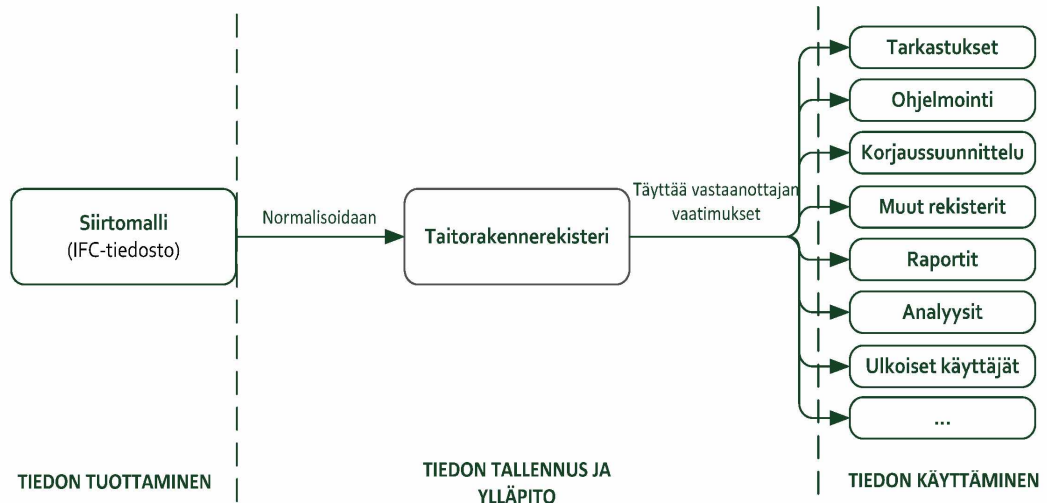 Siirtomalli
(IFC-tiedosto)
Normalisoidaan
Taitorakennerekisteri
Täyttää vastaanottajan
vaatimukset
Tarkastukset
Ohjelmointi
Korjaussuunnittelu
Muut rekisterit
Raportit
Analyysit
Ulkoiset käyttäjät
...
TIEDON TUOTTAMINEN
TIEDON TALLENNUS JA
YLLÄPITO
TIEDON KÄYTTÄMINEN